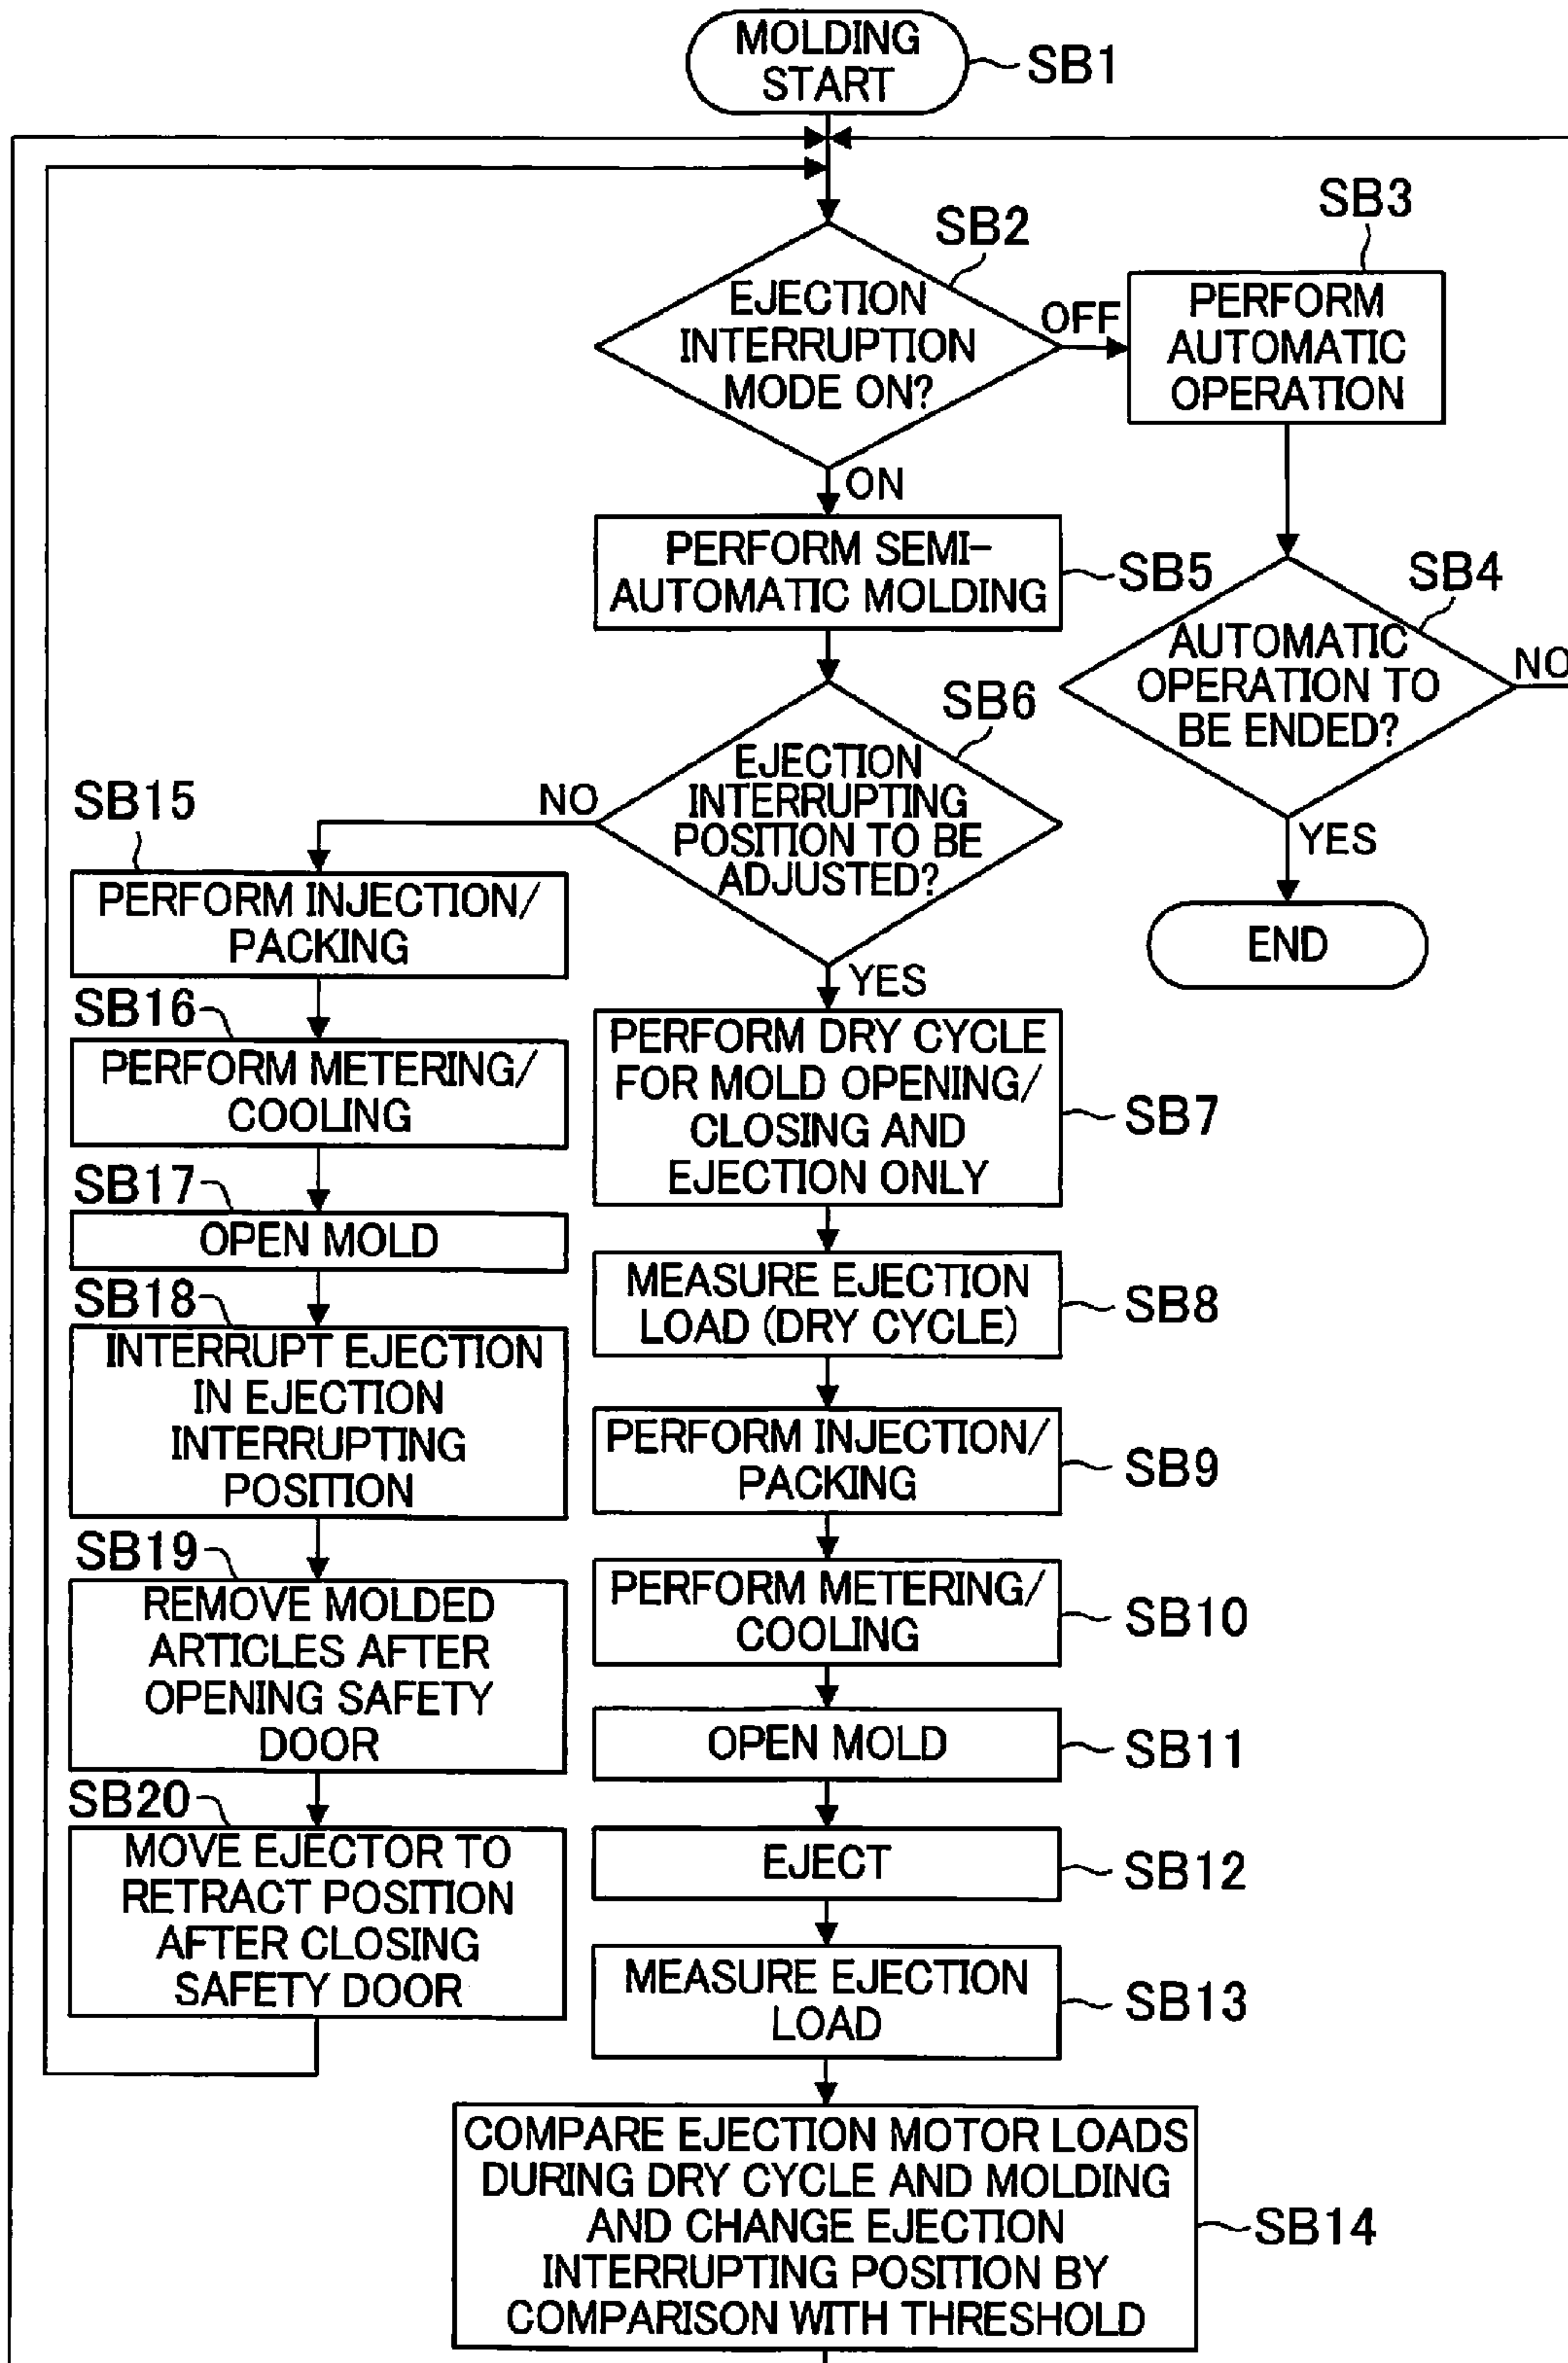 MOLDING
START
SB1
SB2
EJECTION
INTERRUPTION
MODE ON?
OFF
ON
SB3
PERFORM
AUTOMATIC
OPERATION
SB4
AUTOMATIC
OPERATION TO
BE ENDED?
NO
YES
END
PERFORM SEMI-
AUTOMATIC MOLDING
SB5
SB6
EJECTION
INTERRUPTING
POSITION TO BE
ADJUSTED?
NO
YES
SB15
PERFORM INJECTION/
PACKING
SB16
PERFORM METERING/
COOLING
SB17
OPEN MOLD
SB18
INTERRUPT EJECTION
IN EJECTION
INTERRUPTING
POSITION
SB19
REMOVE MOLDED
ARTICLES AFTER
OPENING SAFETY
DOOR
SB20
MOVE EJECTOR TO
RETRACT POSITION
AFTER CLOSING
SAFETY DOOR
PERFORM DRY CYCLE
FOR MOLD OPENING/
CLOSING AND
EJECTION ONLY
SB7
MEASURE EJECTION
LOAD (DRY CYCLE)
SB8
PERFORM INJECTION/
PACKING
SB9
PERFORM METERING/
COOLING
SB10
OPEN MOLD
SB11
EJECT
SB12
MEASURE EJECTION
LOAD
SB13
COMPARE EJECTION MOTOR LOADS
DURING DRY CYCLE AND MOLDING
AND CHANGE EJECTION
INTERRUPTING POSITION BY
COMPARISON WITH THRESHOLD
SB14